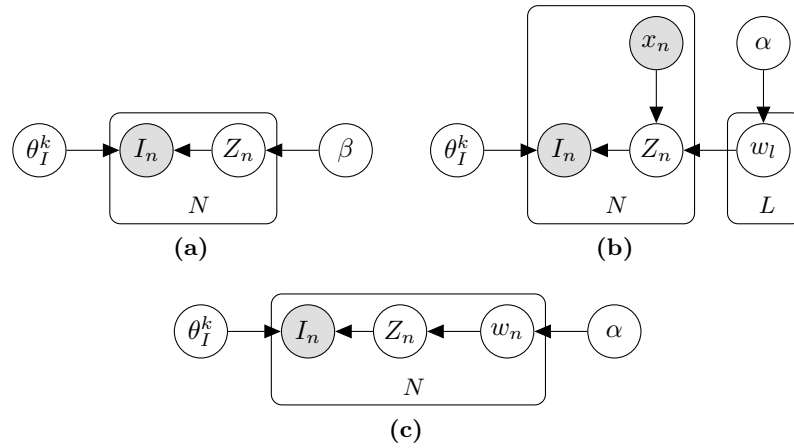 x_n α
θ_I^k I_n Z_n β θ_I^k I_n Z_n w_l
N N L
(a) (b)
θ_I^k I_n Z_n w_n α
N
(c)